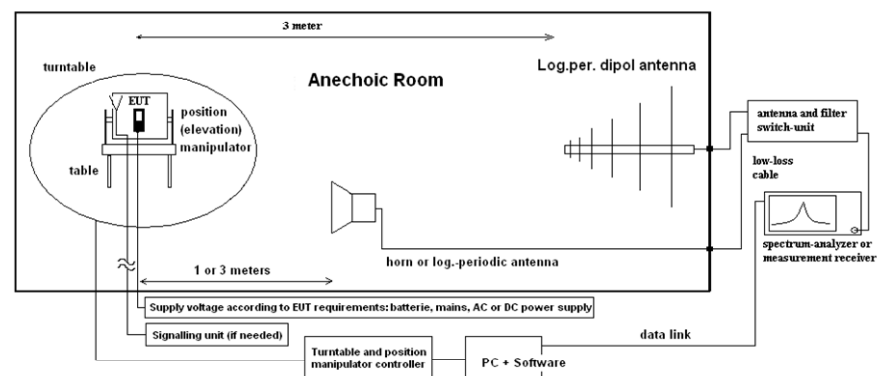 3 meter
turntable
Log.per. dipol antenna
Anechoic Room
EUT
position
(elevation)
manipulator
table
antenna and filter
switch-unit
low-loss
cable
spectrum-analyzer or
measurement receiver
horn or log.-periodic antenna
1 or 3 meters
Supply voltage according to EUT requirements: batterie, mains, AC or DC power supply
Signalling unit (if needed)
data link
Turntable and position
manipulator controller
PC + Software